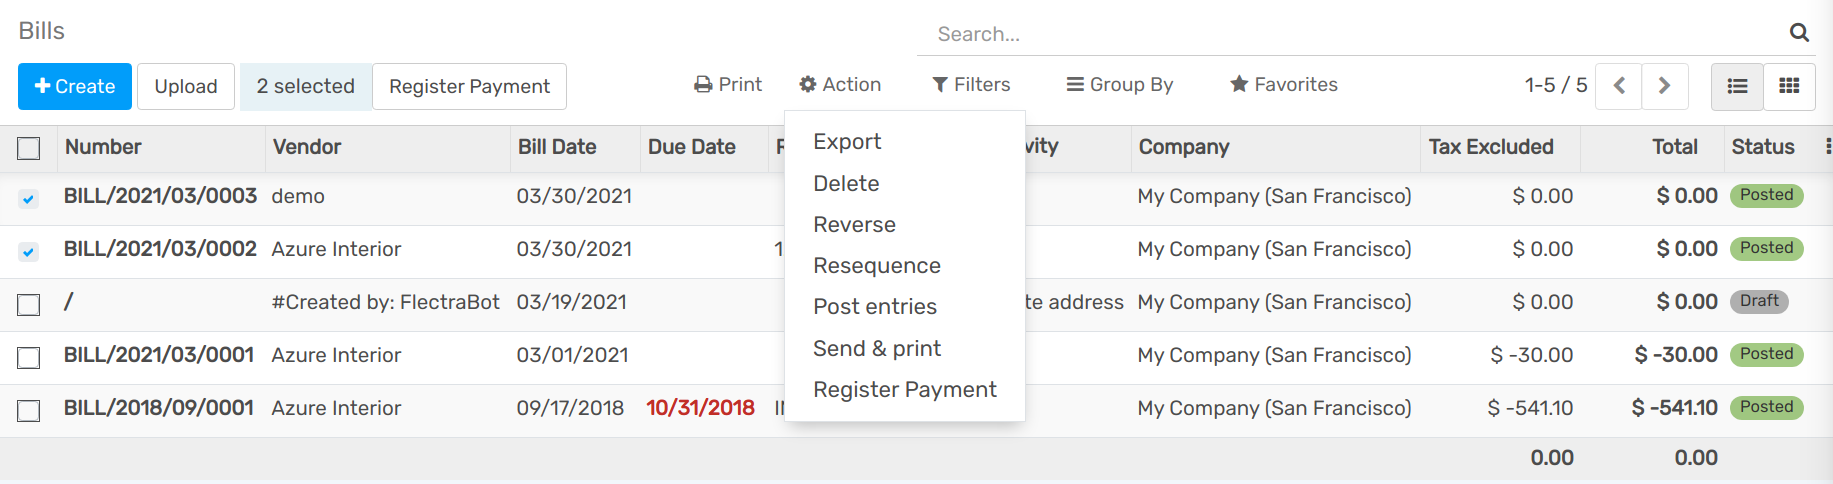 Bills
Search...
Create Upload 2 selected Register Payment Print Action Filters Group By Favorites 1-5 / 5
Number Vendor Bill Date Due Date Company Tax Excluded Total Status
BILL/2021/03/0003 demo 03/30/2021 My Company (San Francisco) $ 0.00 $ 0.00 Posted
BILL/2021/03/0002 Azure Interior 03/30/2021 My Company (San Francisco) $ 0.00 $ 0.00 Posted
/ #Created by: FlectraBot 03/19/2021 address My Company (San Francisco) $ 0.00 $ 0.00 Draft
BILL/2021/03/0001 Azure Interior 03/01/2021 My Company (San Francisco) $ -30.00 $ -30.00 Posted
BILL/2018/09/0001 Azure Interior 09/17/2018 10/31/2018 My Company (San Francisco) $ -541.10 $ -541.10 Posted
0.00 0.00
Export
Delete
Reverse
Resequence
Post entries
Send & print
Register Payment